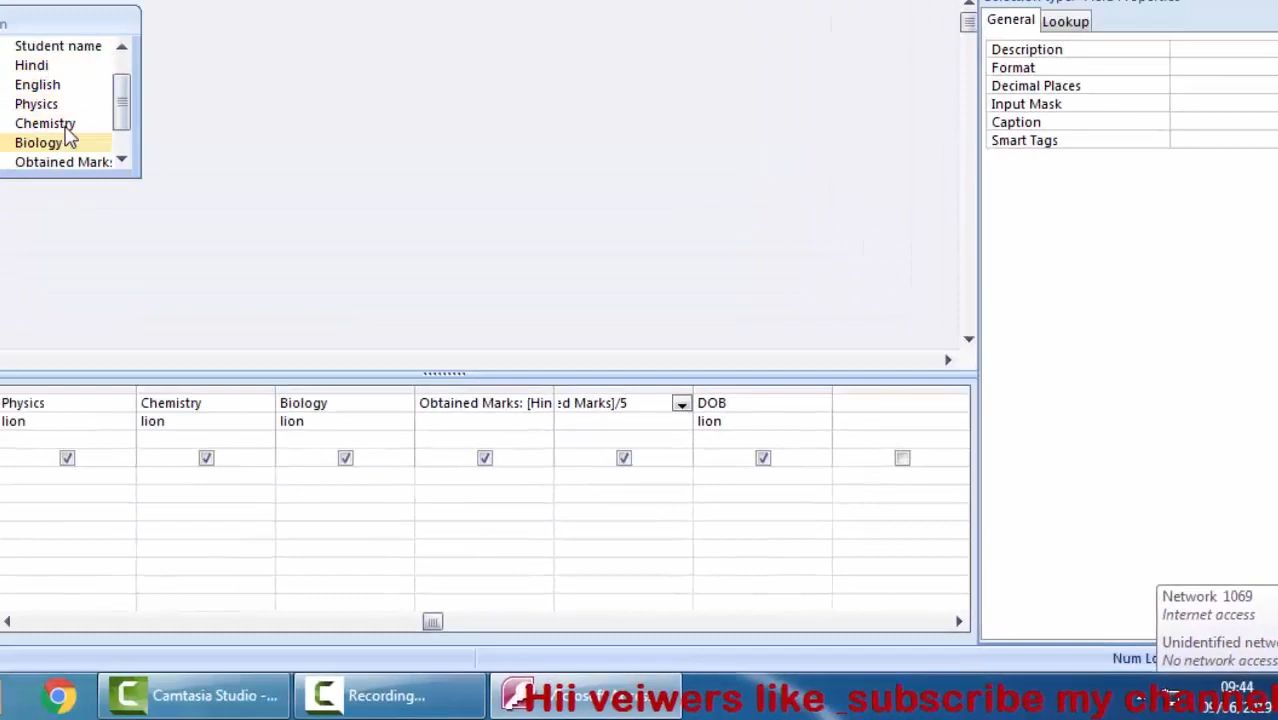 Student name
Hindi
English
Physics
Chemistry
Biology
Obtained Marks
General
Lookup
Description
Format
Decimal Places
Input Mask
Caption
Smart Tags
Physics
Chemistry
Biology
Obtained Marks: [Hin
ed Marks]/5
DOB
lion
lion
lion
lion
Network 1069
Internet access
Unidentified netw
No network access
Num Lo
Camtasia Studio -...
Recording...
Hii veiwers like _subscribe my channel
09:44